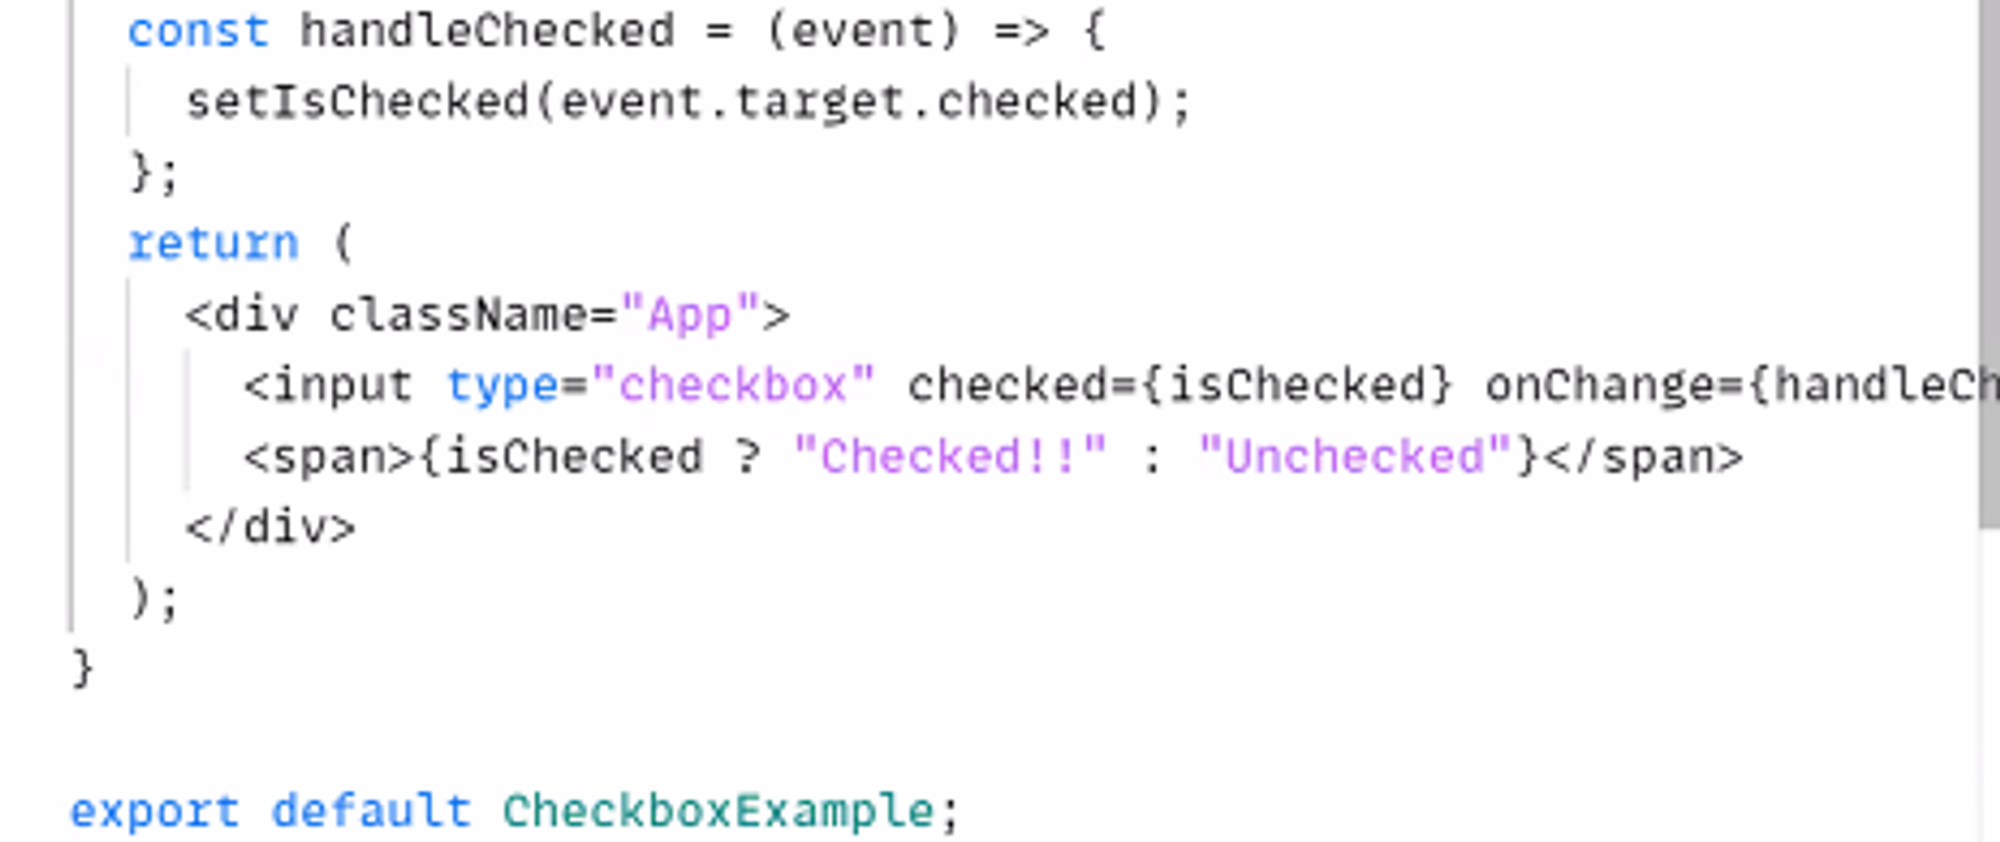 const handleChecked = (event) => {
setIsChecked(event.target.checked);
};
return (
<div className="App">
<input type="checkbox" checked={isChecked} onChange={handleCh
<span>{isChecked ? "Checked!!" : "Unchecked"}</span>
</div>
);
}
export default CheckboxExample;